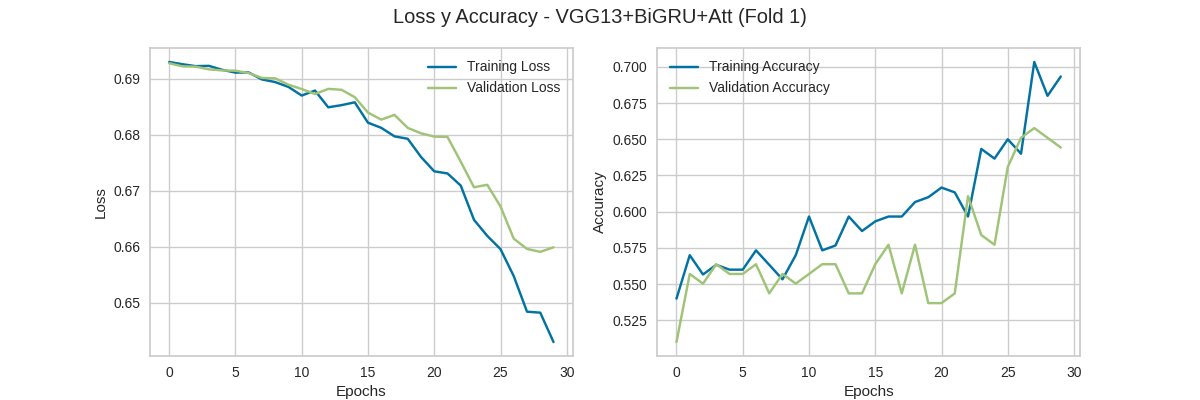 Loss y Accuracy - VGG13+BiGRU+Att (Fold 1)
Training Loss
Validation Loss
0.69
0.68
0.67
0.66
0.65
Loss
0 5 10 15 20 25 30
Epochs
Training Accuracy
Validation Accuracy
0.700
0.675
0.650
0.625
0.600
0.575
0.550
0.525
Accuracy
0 5 10 15 20 25 30
Epochs